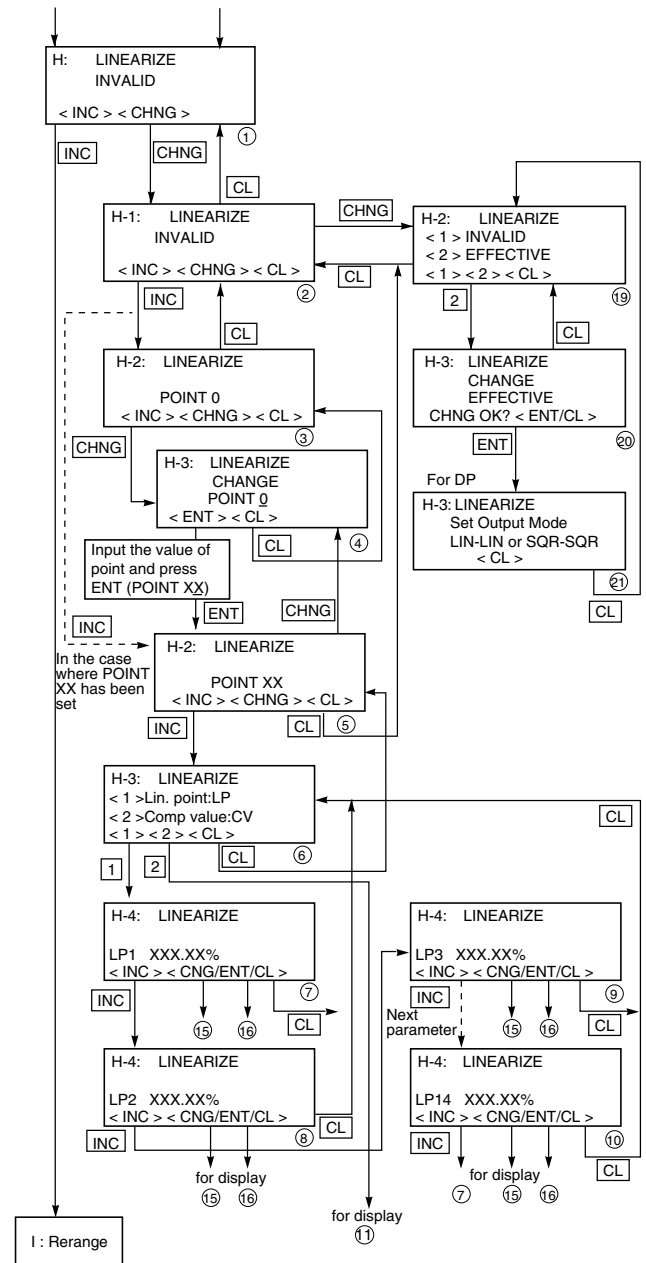 H: LINEARIZE
INVALID
< INC > < CHNG >
1
INC
CHNG
CL
H-1: LINEARIZE
INVALID
< INC > < CHNG > < CL >
2
CHNG
CL
H-2: LINEARIZE
< 1 > INVALID
< 2 > EFFECTIVE
< 1 > < 2 > < CL >
19
INC
CL
2
CL
H-2: LINEARIZE
POINT 0
< INC > < CHNG > < CL >
3
H-3: LINEARIZE
CHANGE
EFFECTIVE
CHNG OK? < ENT/CL >
20
CHNG
ENT
H-3: LINEARIZE
CHANGE
POINT 0
< ENT > < CL >
4
For DP
H-3: LINEARIZE
Set Output Mode
LIN-LIN or SQR-SQR
< CL >
21
CL
CL
Input the value of
point and press
ENT (POINT XX)
ENT
CHNG
INC
In the case
where POINT
XX has been
set
H-2: LINEARIZE
POINT XX
< INC > < CHNG > < CL >
5
INC
CL
H-3: LINEARIZE
< 1 >Lin. point:LP
< 2 >Comp value:CV
< 1 > < 2 > < CL >
6
CL
1
2
CL
H-4: LINEARIZE
LP1 XXX.XX%
< INC > < CNG/ENT/CL >
7
INC
15
16
CL
H-4: LINEARIZE
LP3 XXX.XX%
< INC > < CNG/ENT/CL >
9
INC
Next
parameter
15
16
CL
H-4: LINEARIZE
LP2 XXX.XX%
< INC > < CNG/ENT/CL >
8
INC
CL
for display
15
16
H-4: LINEARIZE
LP14 XXX.XX%
< INC > < CNG/ENT/CL >
10
INC
CL
for display
7
15
16
for display
11
I : Rerange